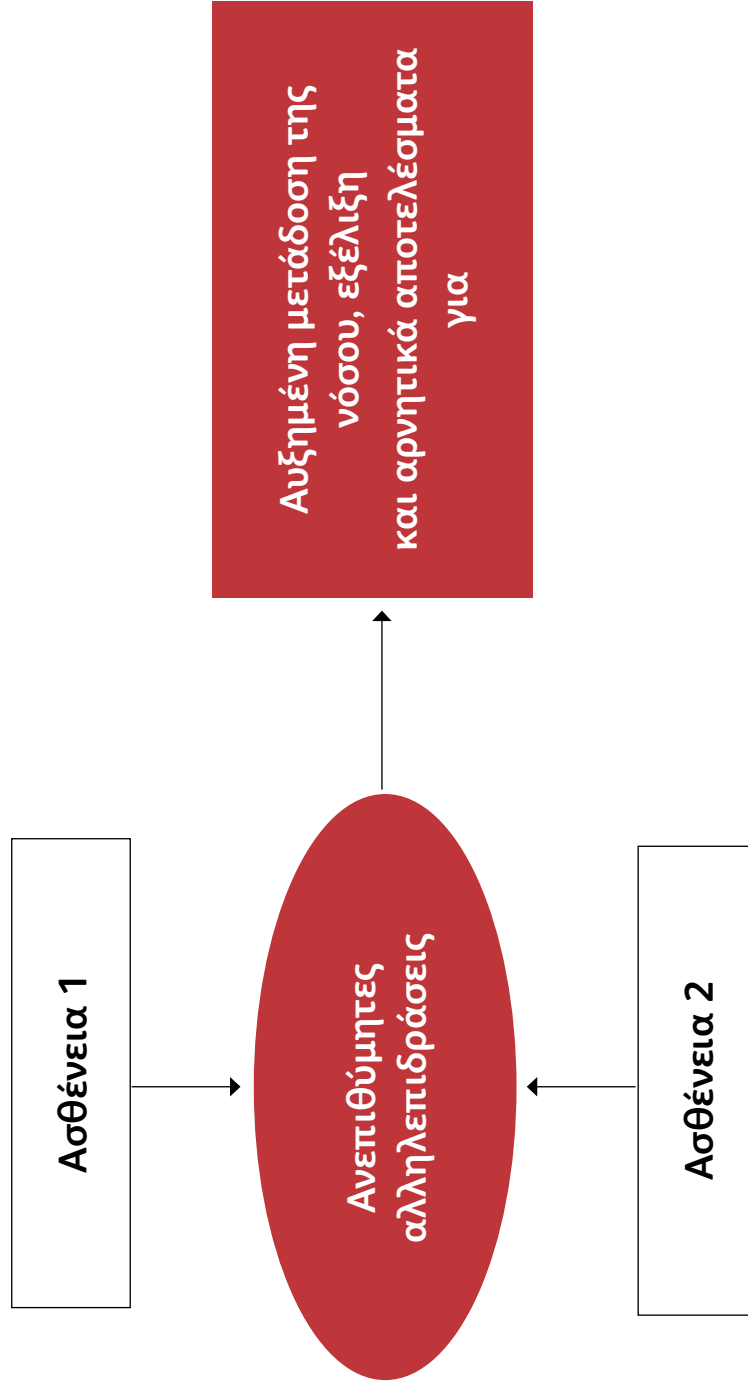 Ασθένεια 1
Ανεπιθύμητες
αλληλεπιδράσεις
Ασθένεια 2
Αυξημένη μετάδοση της
νόσου, εξέλιξη
και αρνητικά αποτελέσματα
για